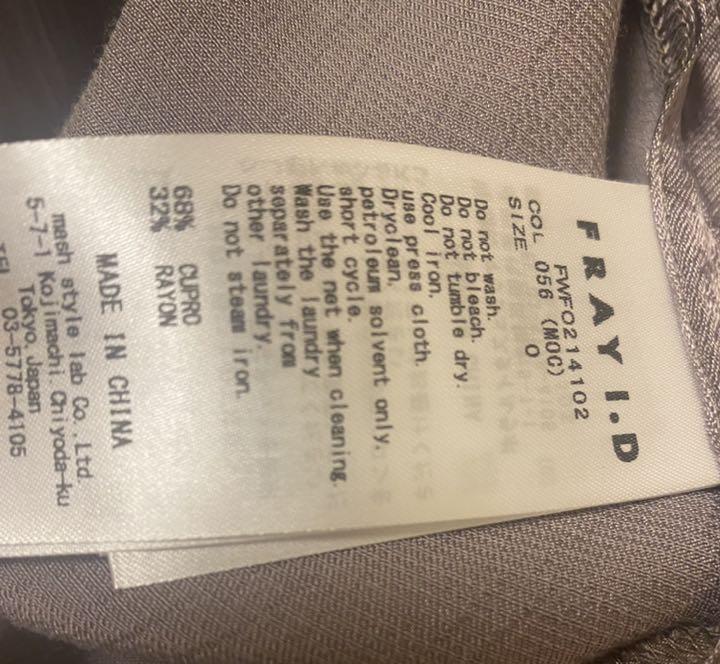 FRAY I.D
FWFO214102
COL 056 (MOC)
SIZE 0
Do not wash.
Do not bleach.
Do not tumble dry.
Cool iron.
use press cloth.
Dryclean,
petroleum solvent only.
short cycle.
Use the net when cleaning.
Wash the laundry
separately from
other laundry.
Do not steam iron.
68% CUPRO
32% RAYON
MADE IN CHINA
mash style lab Co.,Ltd.
5-7-1 Kojimachi, Chiyoda-ku
Tokyo, Japan
TEL 03-5778-4105